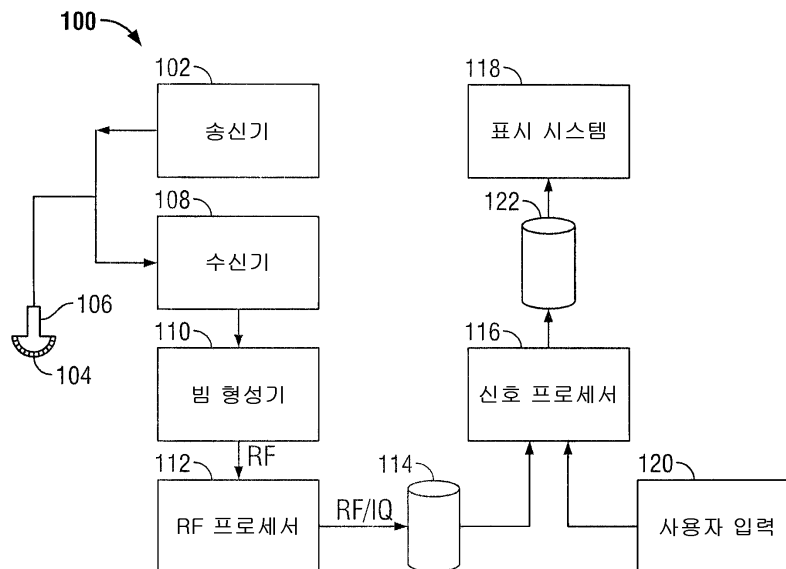 100
102
송신기
118
표시 시스템
108
수신기
122
106
104
110
빔 형성기
116
신호 프로세서
RF
112
RF 프로세서
RF/IQ
114
120
사용자 입력